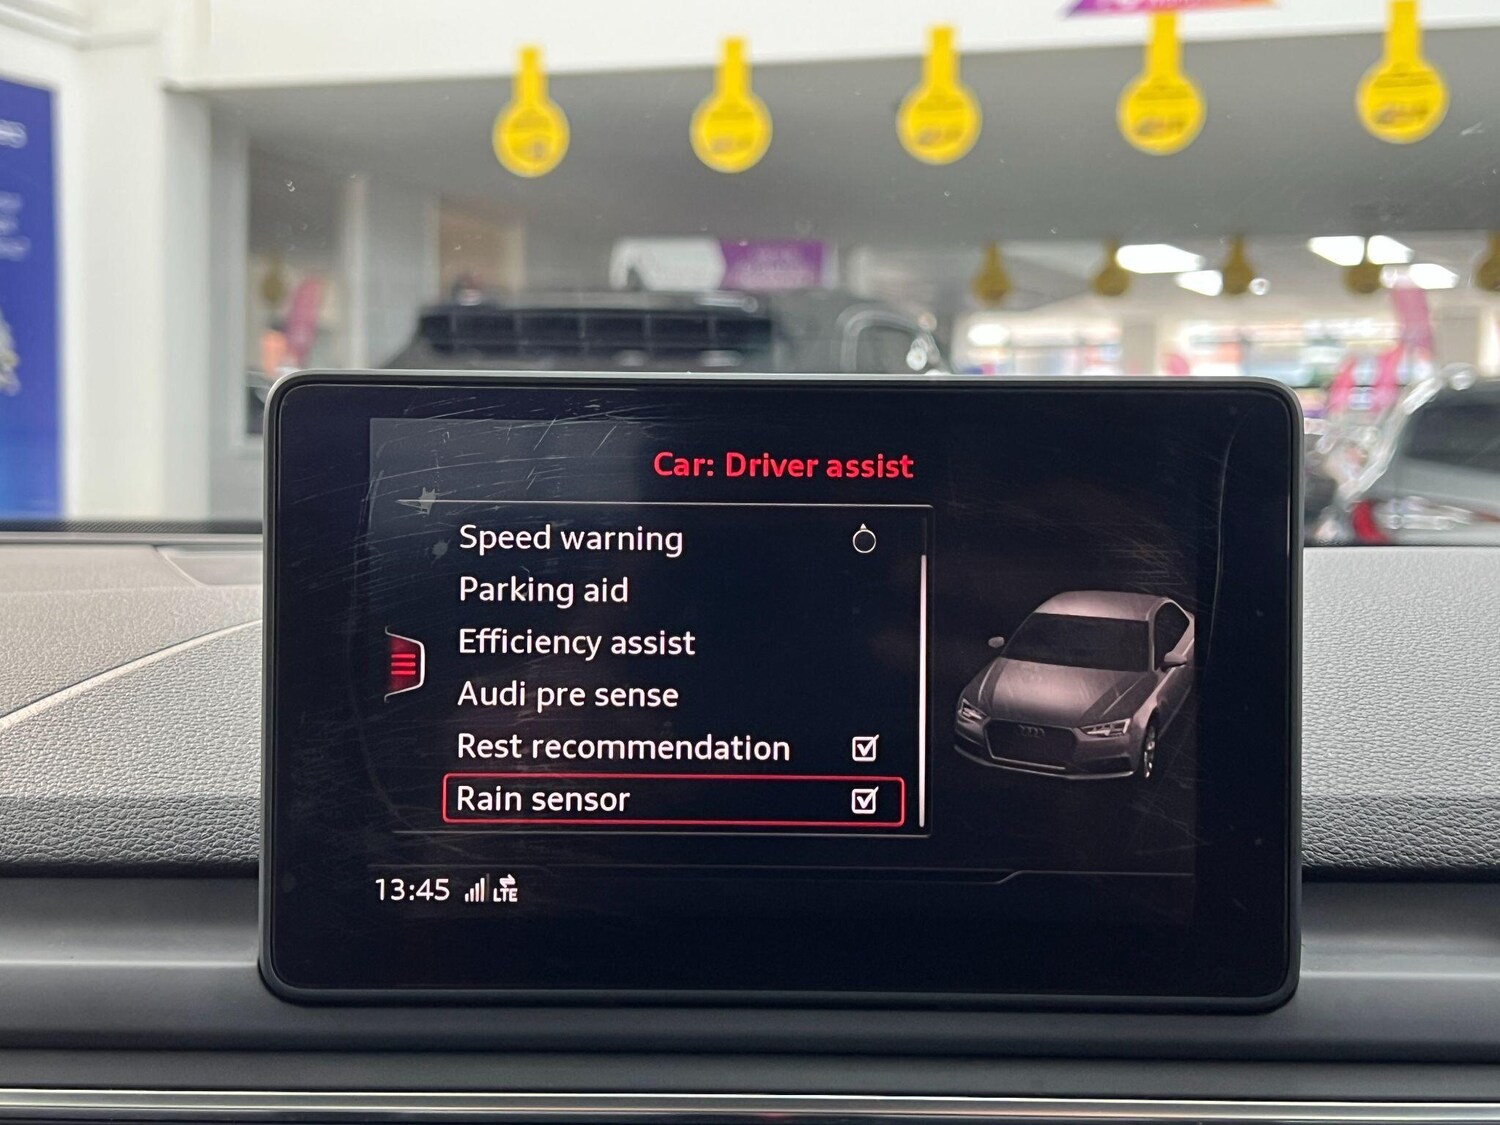 Car: Driver assist
Speed warning
Parking aid
Efficiency assist
Audi pre sense
Rest recommendation
Rain sensor
13:45 LTE